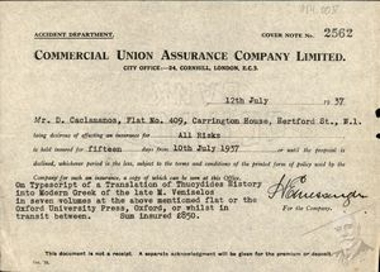 ACCIDENT DEPARTMENT.
COVER NOTE No. 2562
COMMERCIAL UNION ASSURANCE COMPANY LIMITED.
CITY OFFICE:—24, CORNHILL, LONDON, E.C.3.
12th July 1937
Mr. D. Caclamanos, Flat No. 409, Carrington House, Hertford St., W.1.
being desirous of effecting an insurance for All Risks
is held insured for fifteen days from 10th July 1937 or until the proposal is
declined, whichever period is the less, subject to the terms and conditions of the printed form of policy used by the
Company for such an insurance, a copy of which can be seen at this Office.
On Typescript of a Translation of Thucydides History
into Modern Greek of the late M. Veniselos
in seven volumes at the above mentioned flat or the
Oxford University Press, Oxford, or whilst in
transit between. Sum insured £850.
For the Company.
This document is not a receipt. A separate acknowledgment will be given for the premium or deposit.